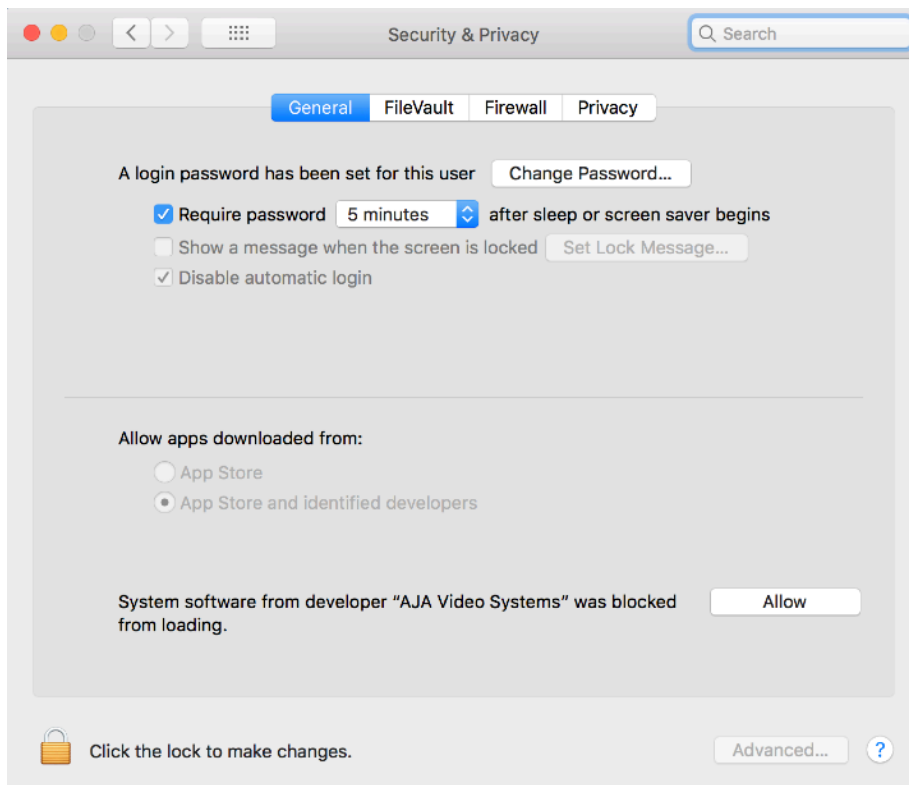 Security & Privacy
Search
General
FileVault
Firewall
Privacy
A login password has been set for this user
Change Password...
Require password
5 minutes
after sleep or screen saver begins
Show a message when the screen is locked
Set Lock Message...
Disable automatic login
Allow apps downloaded from:
App Store
App Store and identified developers
System software from developer “AJA Video Systems” was blocked
from loading.
Allow
Click the lock to make changes.
Advanced...
?